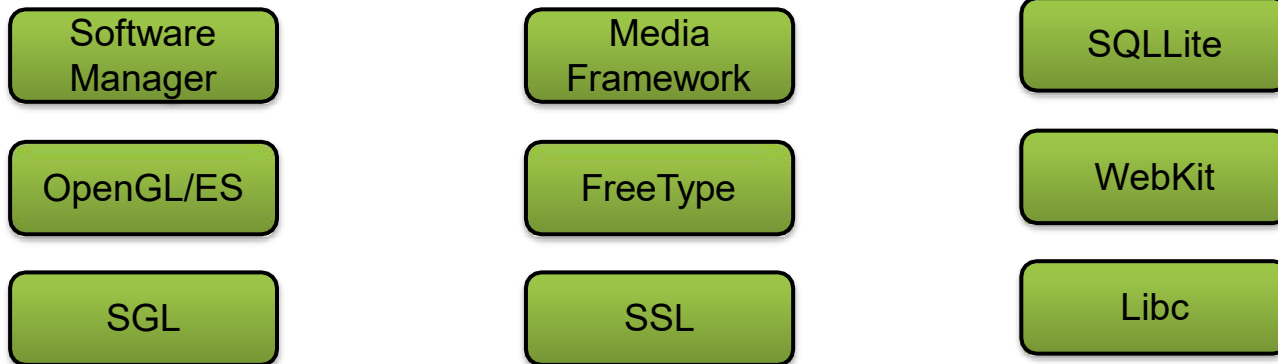 Software
Manager
Media
Framework
SQLLite
OpenGL/ES
FreeType
WebKit
SGL
SSL
Libc